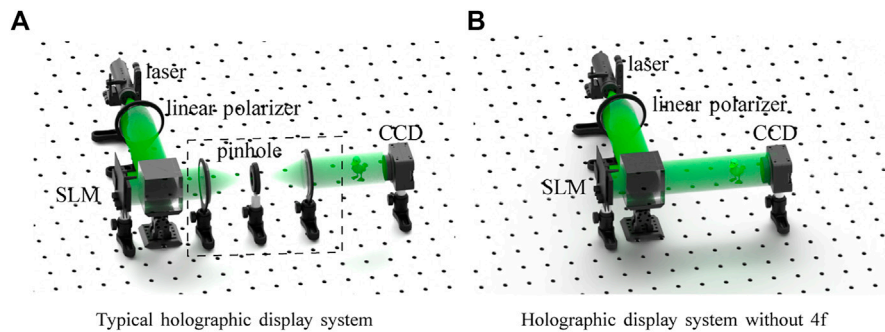 A
laser
linear polarizer
pinhole
CCD
SLM
Typical holographic display system
B
laser
linear polarizer
CCD
SLM
Holographic display system without 4f